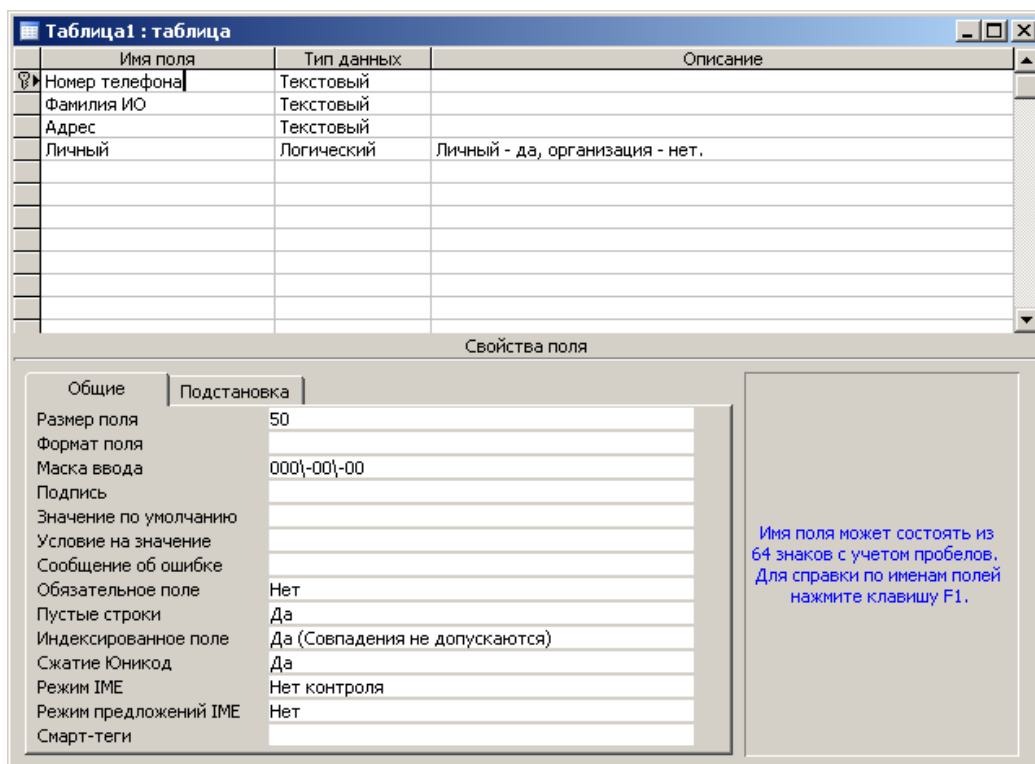 Таблица1 : таблица
Имя поля Тип данных Описание
Номер телефона Текстовый
Фамилия ИО Текстовый
Адрес Текстовый
Личный Логический Личный - да, организация - нет.
Свойства поля
Общие Подстановка
Размер поля 50
Формат поля
Маска ввода 000\-00\-00
Подпись
Значение по умолчанию
Условие на значение
Сообщение об ошибке
Обязательное поле Нет
Пустые строки Да
Индексированное поле Да (Совпадения не допускаются)
Сжатие Юникод Да
Режим IME Нет контроля
Режим предложений IME Нет
Смарт-теги
Имя поля может состоять из
64 знаков с учетом пробелов.
Для справки по именам полей
нажмите клавишу F1.